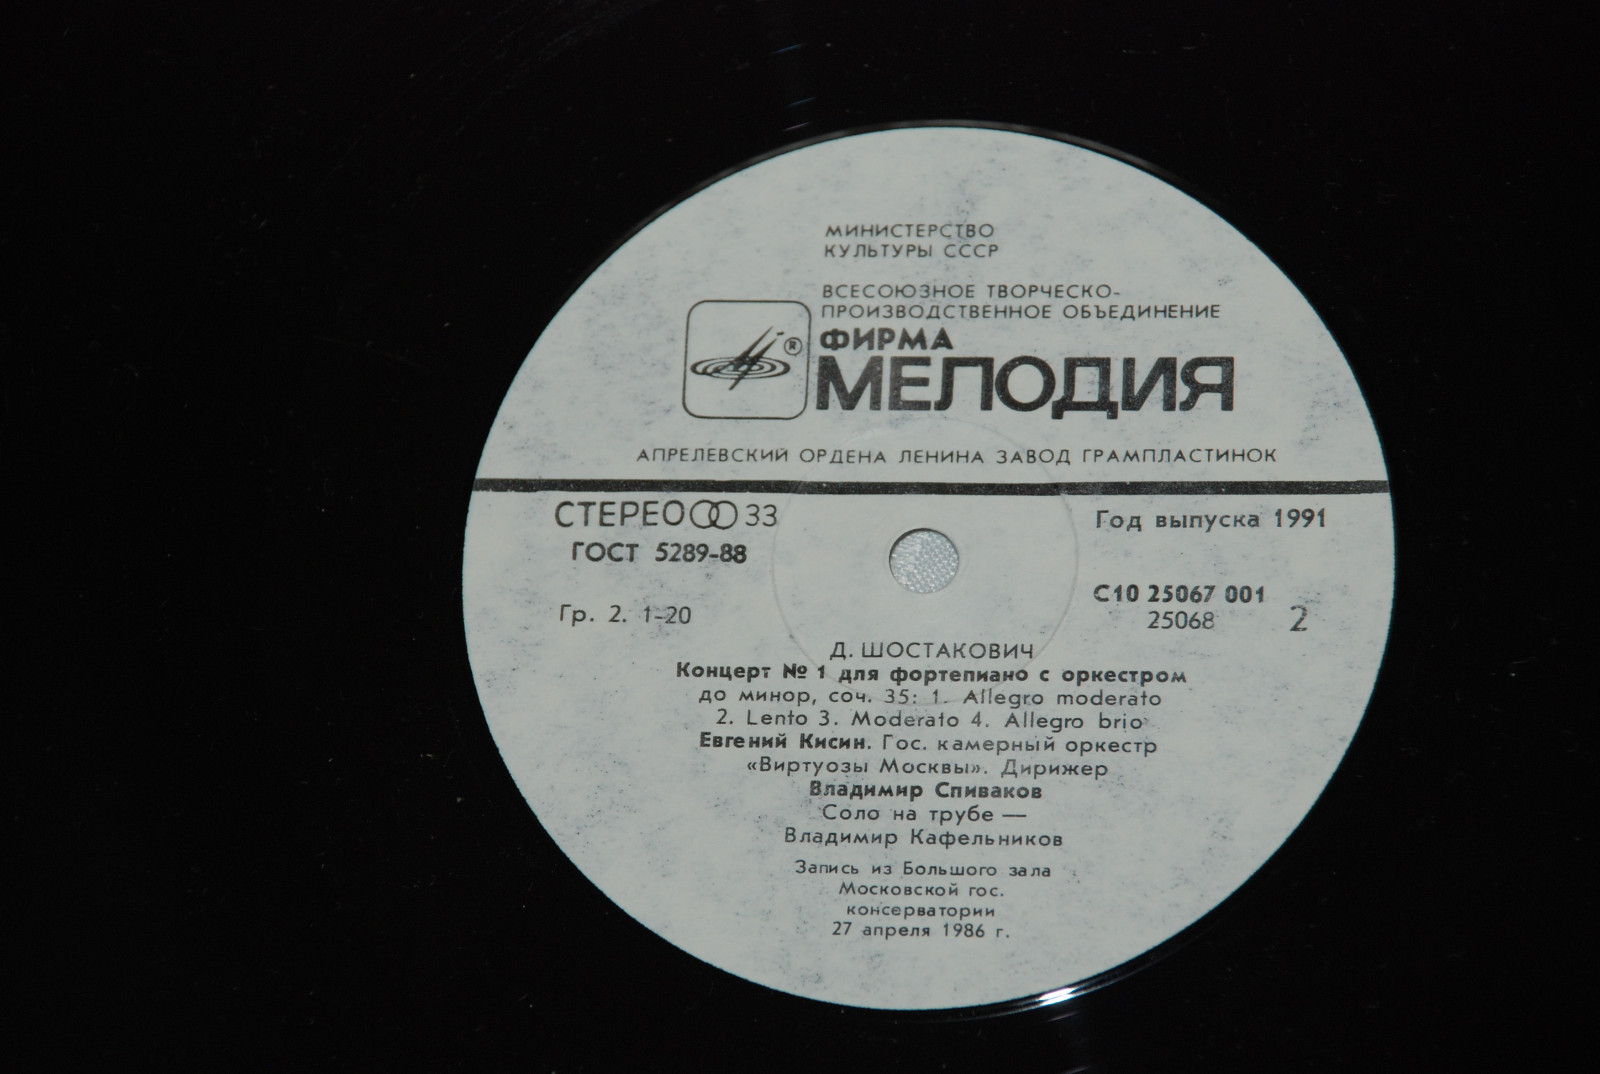 МИНИСТЕРСТВО
КУЛЬТУРЫ СССР
ВСЕСОЮЗНОЕ ТВОРЧЕСКО-
ПРОИЗВОДСТВЕННОЕ ОБЪЕДИНЕНИЕ
ФИРМА
®
МЕЛОДИЯ
АПРЕЛЕВСКИЙ ОРДЕНА ЛЕНИНА ЗАВОД ГРАМПЛАСТИНОК
СТЕРЕО 33
Год выпуска 1991
ГОСТ 5289-88
С10 25067 001
Гр. 2. 1-20
25068 2
Д. ШОСТАКОВИЧ
Концерт № 1 для фортепиано с оркестром
до минор, соч. 35: 1. Allegro moderato
2. Lento 3. Moderato 4. Allegro brio
Евгений Кисин. Гос. камерный оркестр
«Виртуозы Москвы». Дирижер
Владимир Спиваков
Соло на трубе —
Владимир Кафельников
Запись из Большого зала
Московской гос.
консерватории
27 апреля 1986 г.